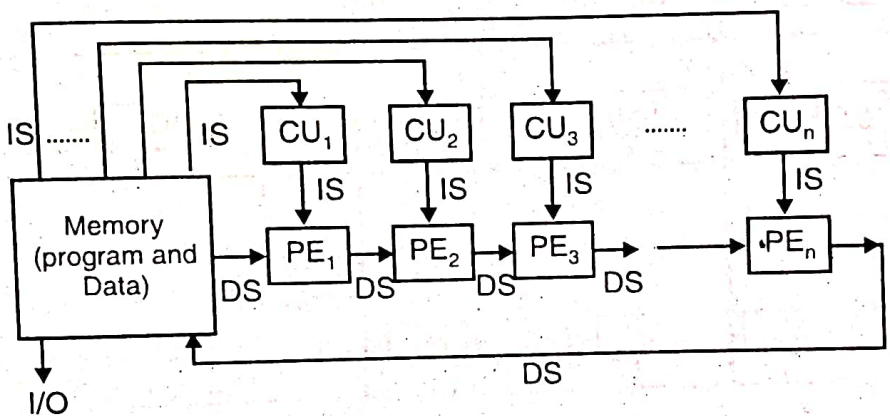 IS ........ IS CU₁ CU₂ CU₃ ........ CUₙ
IS IS IS IS
Memory
(program and
Data)
PE₁ PE₂ PE₃ PEₙ
DS DS DS DS
DS
I/O